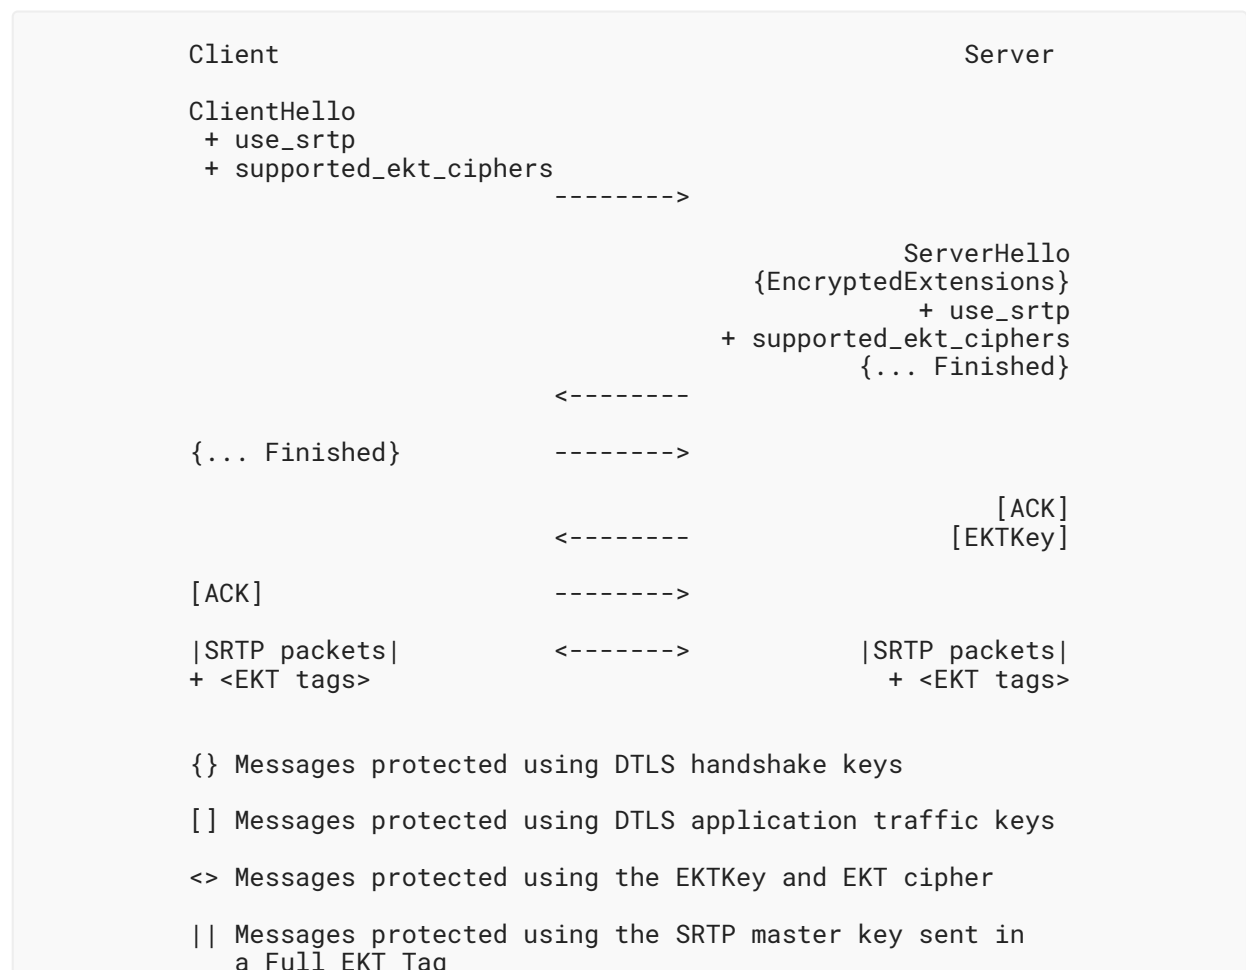 Client Server
ClientHello
+ use_srtp
+ supported_ekt_ciphers
-------->
ServerHello
{EncryptedExtensions}
+ use_srtp
+ supported_ekt_ciphers
{... Finished}
<--------
{... Finished} -------->
[ACK]
<-------- [EKTKey]
[ACK] -------->
|SRTP packets| <-------> |SRTP packets|
+ <EKT tags> + <EKT tags>
{} Messages protected using DTLS handshake keys
[] Messages protected using DTLS application traffic keys
<> Messages protected using the EKTKey and EKT cipher
|| Messages protected using the SRTP master key sent in
a Full EKT Tag